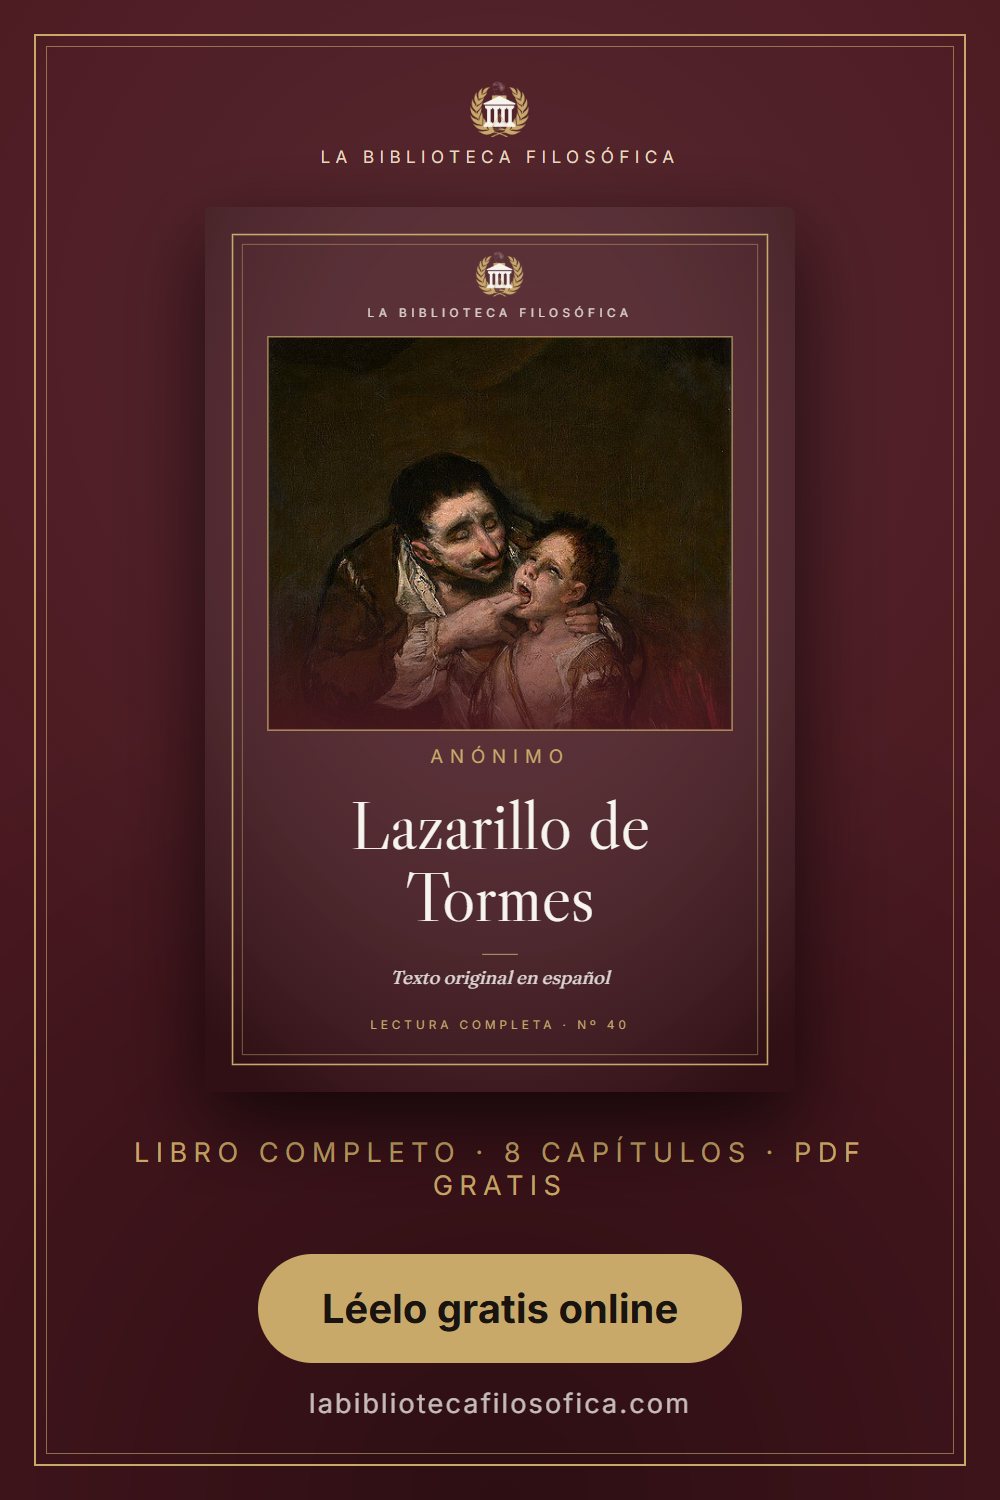 LA BIBLIOTECA FILOSÓFICA
LA BIBLIOTECA FILOSÓFICA
ANÓNIMO
Lazarillo de
Tormes
Texto original en español
LECTURA COMPLETA · Nº 40
LIBRO COMPLETO · 8 CAPÍTULOS · PDF
GRATIS
Léelo gratis online
labibliotecafilosofica.com